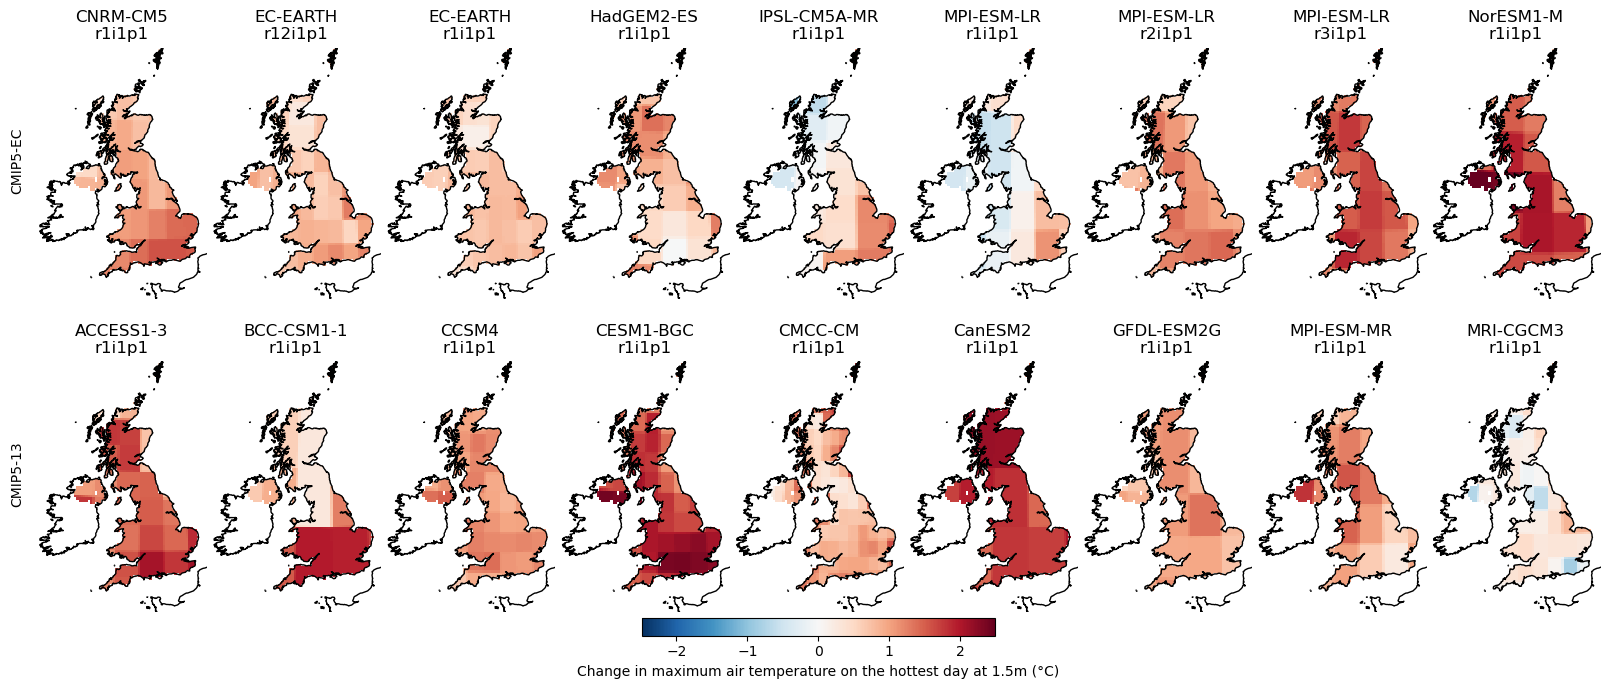 CNRM-CM5
r1i1p1
EC-EARTH
r12i1p1
EC-EARTH
r1i1p1
HadGEM2-ES
r1i1p1
IPSL-CM5A-MR
r1i1p1
MPI-ESM-LR
r1i1p1
MPI-ESM-LR
r2i1p1
MPI-ESM-LR
r3i1p1
NorESM1-M
r1i1p1
CMIP5-EC
ACCESS1-3
r1i1p1
BCC-CSM1-1
r1i1p1
CCSM4
r1i1p1
CESM1-BGC
r1i1p1
CMCC-CM
r1i1p1
CanESM2
r1i1p1
GFDL-ESM2G
r1i1p1
MPI-ESM-MR
r1i1p1
MRI-CGCM3
r1i1p1
CMIP5-13
−2 −1 0 1 2
Change in maximum air temperature on the hottest day at 1.5m (°C)